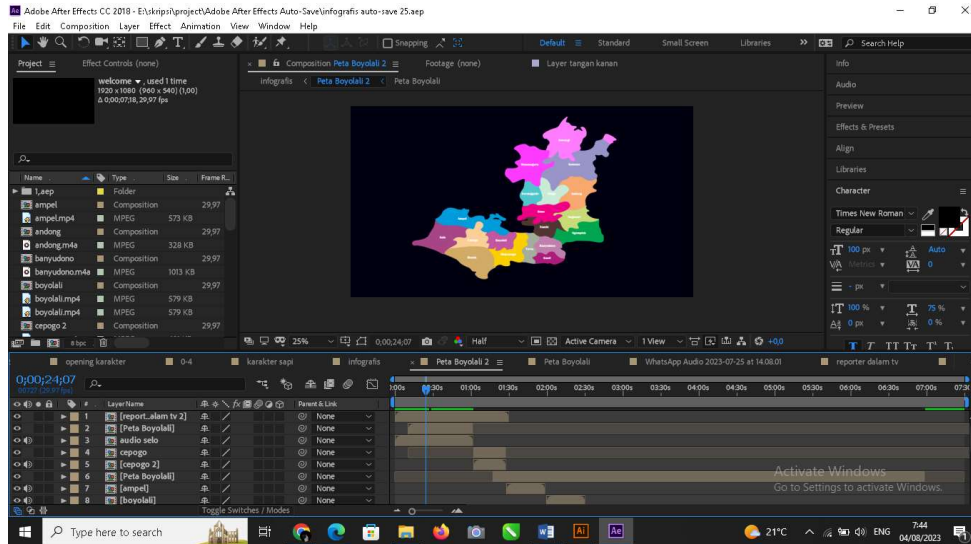 Adobe After Effects CC 2018 - E:\skripsi\project\Adobe After Effects Auto-Save\infografis auto-save 25.aep
File Edit Composition Layer Effect Animation View Window Help
Snapping Default Standard Small Screen Libraries Search Help
Project Effect Controls (none) Composition Peta Boyolali 2 Footage (none) Layer tangan kanan Info
infografis Peta Boyolali 2 Peta Boyolali
welcome , used 1 time
1920 x 1080 (960 x 540) (1,00)
Δ 0;00;07;18, 29,97 fps
Audio
Preview
Effects & Presets
Align
Libraries
Name Type Size Frame R...
Character
1,aep Folder
ampel Composition 29,97
ampel.mp4 MPEG 573 KB
andong Composition 29,97
andong.m4a MPEG 328 KB
banyudono Composition 29,97
banyudono.m4a MPEG 1013 KB
boyolali Composition 29,97
boyolali.mp4 MPEG 579 KB
boyolali.mp4 MPEG 579 KB
cepogo 2 Composition 29,97
Times New Roman
Regular
100 px Auto
Metrics 0
- px
100 % 75 %
0 px 0 %
T T TT Tt T' T,
8 bpc 25% 0;00;24;07 Half Active Camera 1 View +0,0
opening karakter 0-4 karakter sapi infografis Peta Boyolali 2 Peta Boyolali WhatsApp Audio 2023-07-25 at 14.08.01 reporter dalam tv
0;00;24;07
00727 (29.97 fps)
00s 00:30s 01:00s 01:30s 02:00s 02:30s 03:00s 03:30s 04:00s 04:30s 05:00s 05:30s 06:00s 06:30s 07:00s 07:30
# Layer Name Parent & Link
1 [report...alam tv 2] None
2 [Peta Boyolali] None
3 audio selo None
4 cepogo None
5 [cepogo 2] None
6 [Peta Boyolali] None
7 [ampel] None
8 [boyolali] None
Toggle Switches / Modes
Activate Windows
Go to Settings to activate Windows.
Type here to search 21°C ENG 7:44
04/08/2023